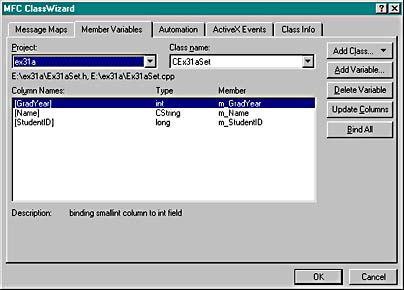 MFC ClassWizard
Message Maps Member Variables Automation ActiveX Events Class Info
Project: Class name: Add Class...
ex31a CEx31aSet
Add Variable...
E:\ex31a\Ex31aSet.h, E:\ex31a\Ex31aSet.cpp
Delete Variable
Column Names: Type Member
[GradYear] int m_GradYear
Update Columns
[Name] CString m_Name
[StudentID] long m_StudentID
Bind All
Description: binding smallint column to int field
OK Cancel